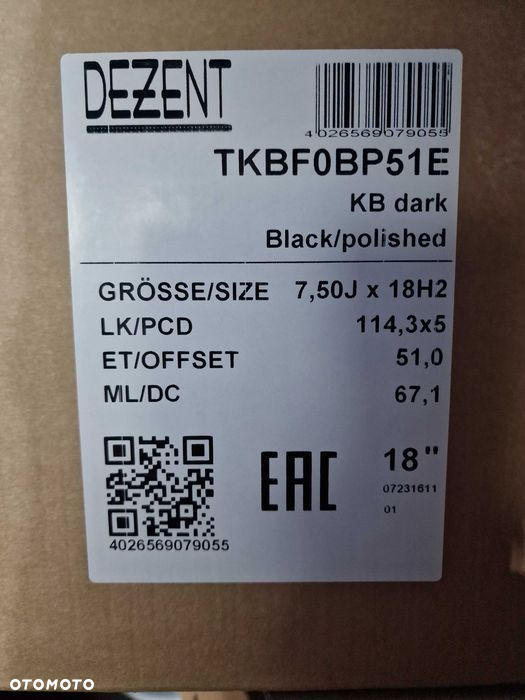 DEZENT
4026569079055
TKBF0BP51E
KB dark
Black/polished
GRÖSSE/SIZE 7,50J x 18H2
LK/PCD 114,3x5
ET/OFFSET 51,0
ML/DC 67,1
EAC
18"
07231611
01
4026569079055
OTOMOTO